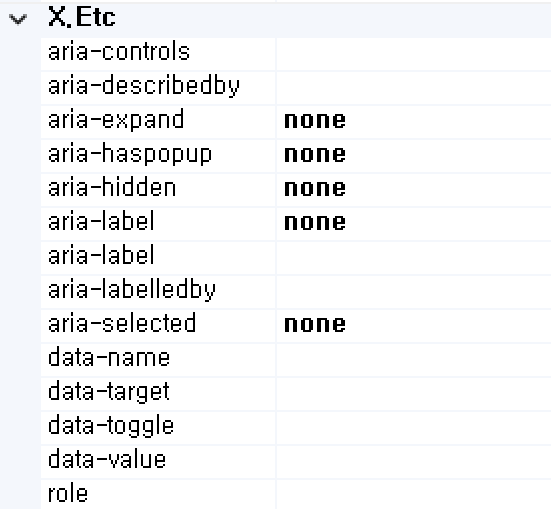 X.Etc
aria-controls
aria-describedby
aria-expand none
aria-haspopup none
aria-hidden none
aria-label none
aria-label
aria-labelledby
aria-selected none
data-name
data-target
data-toggle
data-value
role